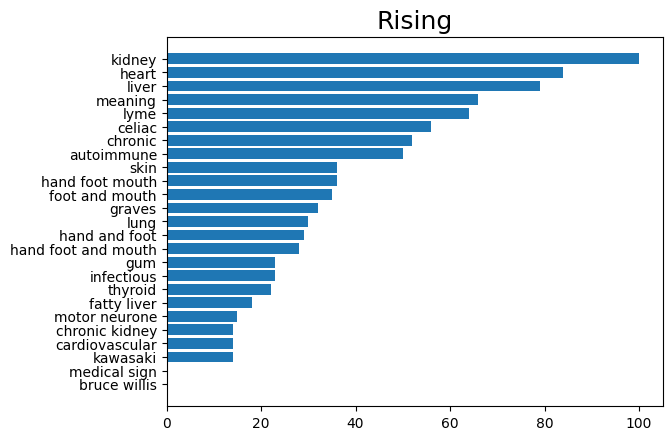 Rising
kidney
heart
liver
meaning
lyme
celiac
chronic
autoimmune
skin
hand foot mouth
foot and mouth
graves
lung
hand and foot
hand foot and mouth
gum
infectious
thyroid
fatty liver
motor neurone
chronic kidney
cardiovascular
kawasaki
medical sign
bruce willis
0 20 40 60 80 100